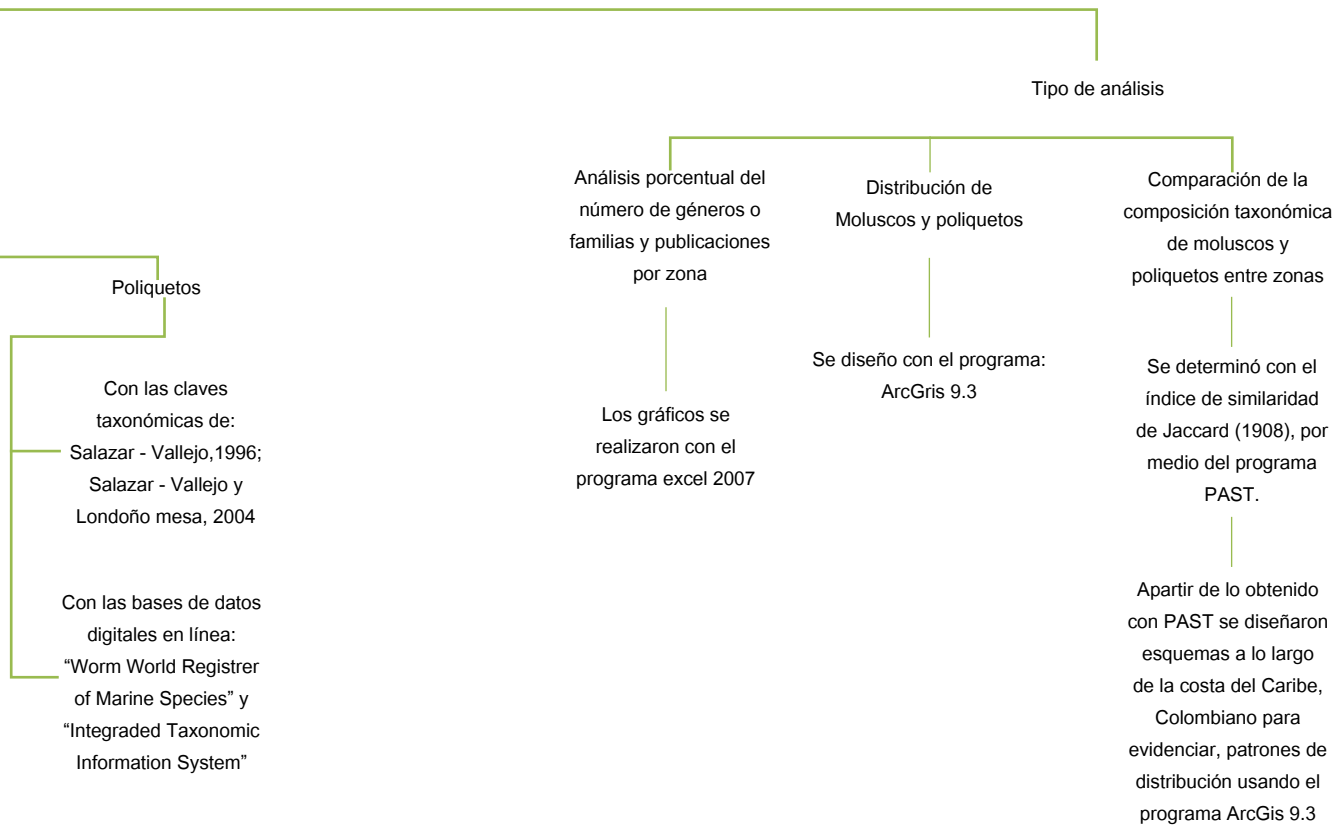 Tipo de análisis
Análisis porcentual del
número de géneros o
familias y publicaciones
por zona
Los gráficos se
realizaron con el
programa excel 2007
Distribución de
Moluscos y poliquetos
Se diseño con el programa:
ArcGris 9.3
Comparación de la
composición taxonómica
de moluscos y
poliquetos entre zonas
Se determinó con el
índice de similaridad
de Jaccard (1908), por
medio del programa
PAST.
Apartir de lo obtenido
con PAST se diseñaron
esquemas a lo largo
de la costa del Caribe,
Colombiano para
evidenciar, patrones de
distribución usando el
programa ArcGis 9.3
Poliquetos
Con las claves
taxonómicas de:
Salazar - Vallejo,1996;
Salazar - Vallejo y
Londoño mesa, 2004
Con las bases de datos
digitales en línea:
“Worm World Registrer
of Marine Species” y
“Integraded Taxonomic
Information System”